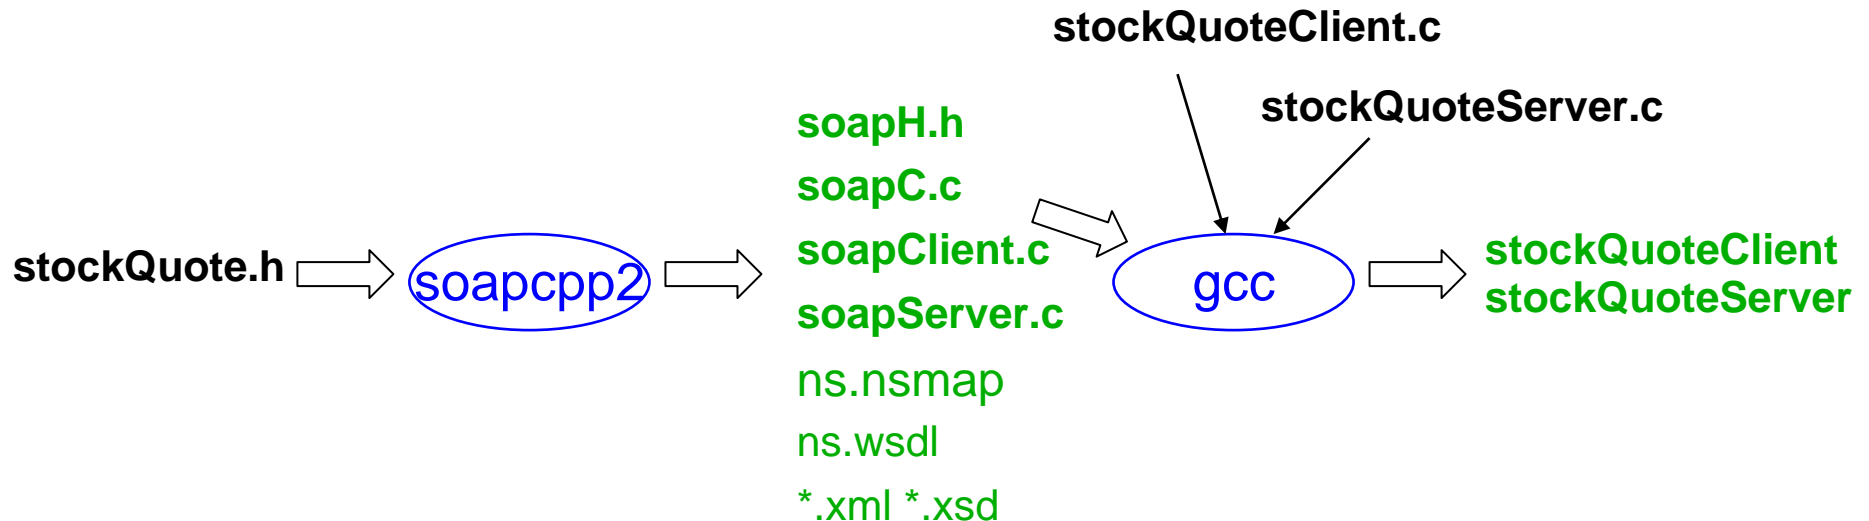 stockQuoteClient.c
stockQuoteServer.c
soapH.h
soapC.c
stockQuote.h
soapcpp2
soapClient.c
soapServer.c
ns.nsmap
ns.wsdl
*.xml *.xsd
gcc
stockQuoteClient
stockQuoteServer